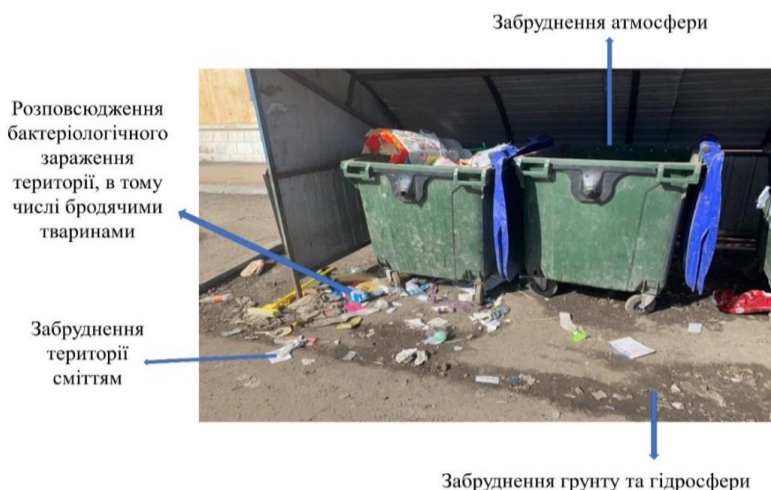 Забруднення атмосфери
Розповсюдження
бактеріологічного
зараження
території, в тому
числі бродячими
тваринами
Забруднення
території
сміттям
Забруднення грунту та гідросфери